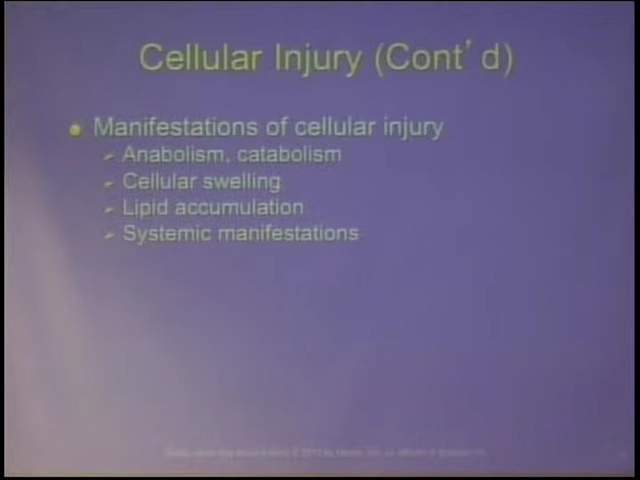 Cellular Injury (Cont’d)
Manifestations of cellular injury
Anabolism, catabolism
Cellular swelling
Lipid accumulation
Systemic manifestations